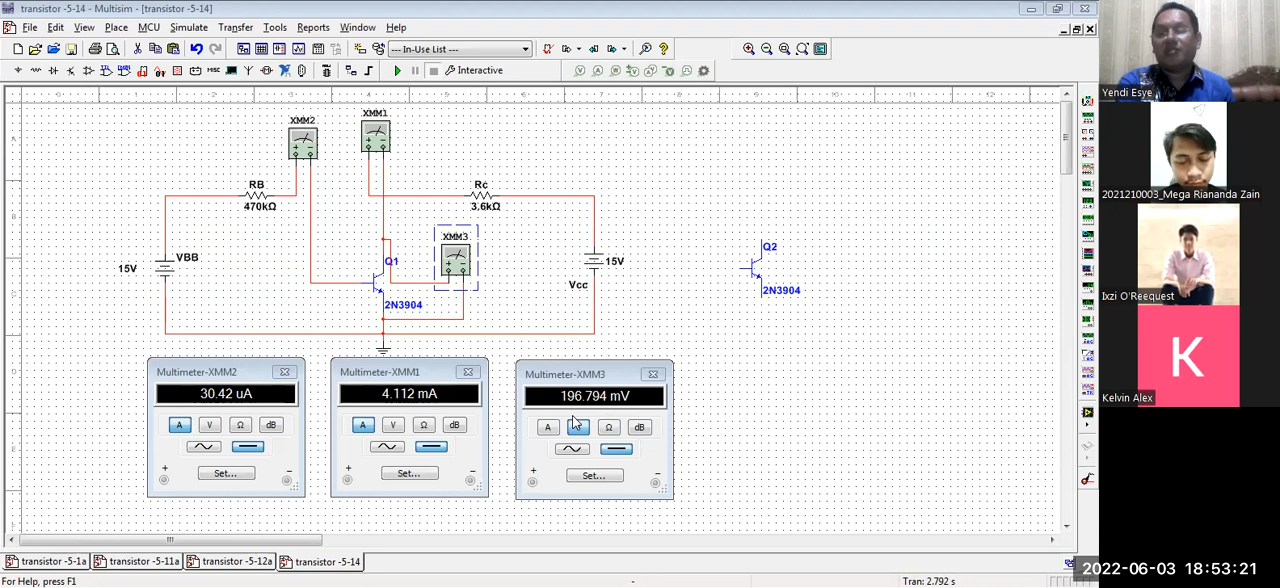 transistor -5-14 - Multisim - [transistor -5-14]
File Edit View Place MCU Simulate Transfer Tools Reports Options Window Help
--- In-Use List ---
Interactive
XMM2
XMM1
RB
470kΩ
Rc
3.6kΩ
XMM3
15V
VBB
Q1
2N3904
15V
Vcc
Q2
2N3904
Multimeter-XMM2
30.42 uA
A V Ω dB
+ −
Set...
Multimeter-XMM1
4.112 mA
A V Ω dB
+ −
Set...
Multimeter-XMM3
196.794 mV
A Ω dB
+ −
Set...
transistor -5-1a transistor -5-11a transistor -5-12a transistor -5-14
For Help, press F1
Tran: 2.792 s
Yendi Esye
2021210003_Mega Riananda Zain
Ixzi O'Reequest
K
Kelvin Alex
2022-06-03 18:53:21